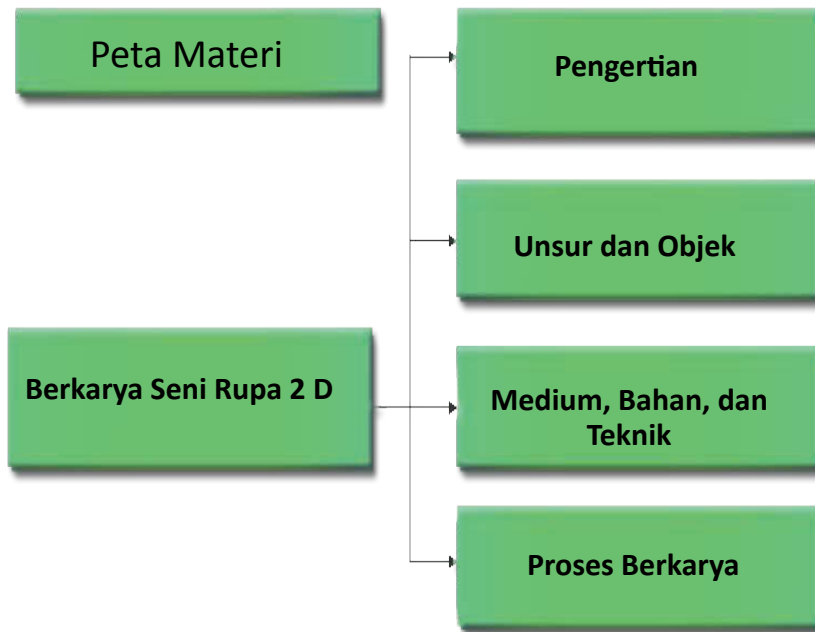 Peta Materi
Pengertian
Unsur dan Objek
Berkarya Seni Rupa 2 D
Medium, Bahan, dan
Teknik
Proses Berkarya